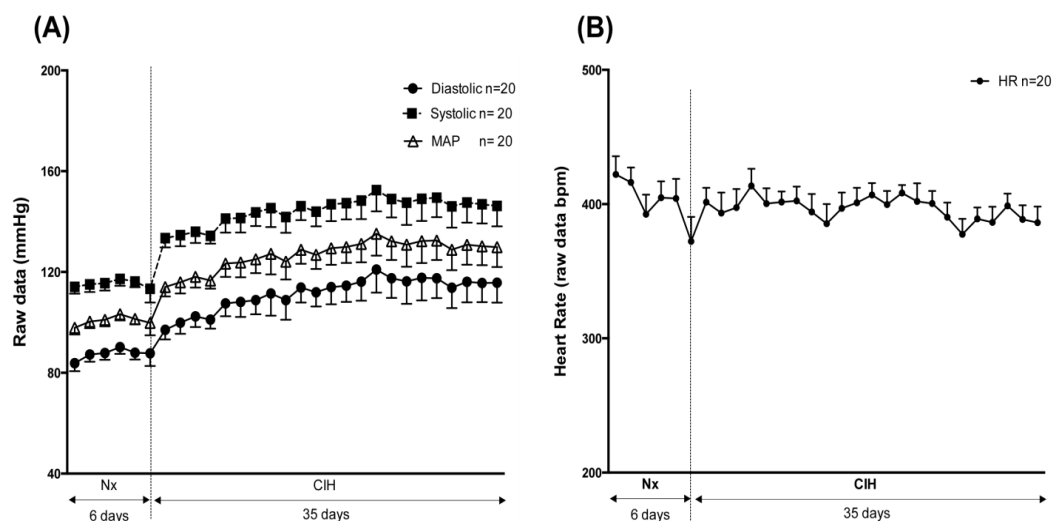 (A)
200
160
120
80
40
Raw data (mmHg)
Diastolic n=20
Systolic n= 20
MAP n= 20
Nx
CIH
6 days
35 days
(B)
500
400
300
200
Heart Rate (raw data bpm)
HR n=20
Nx
CIH
6 days
35 days